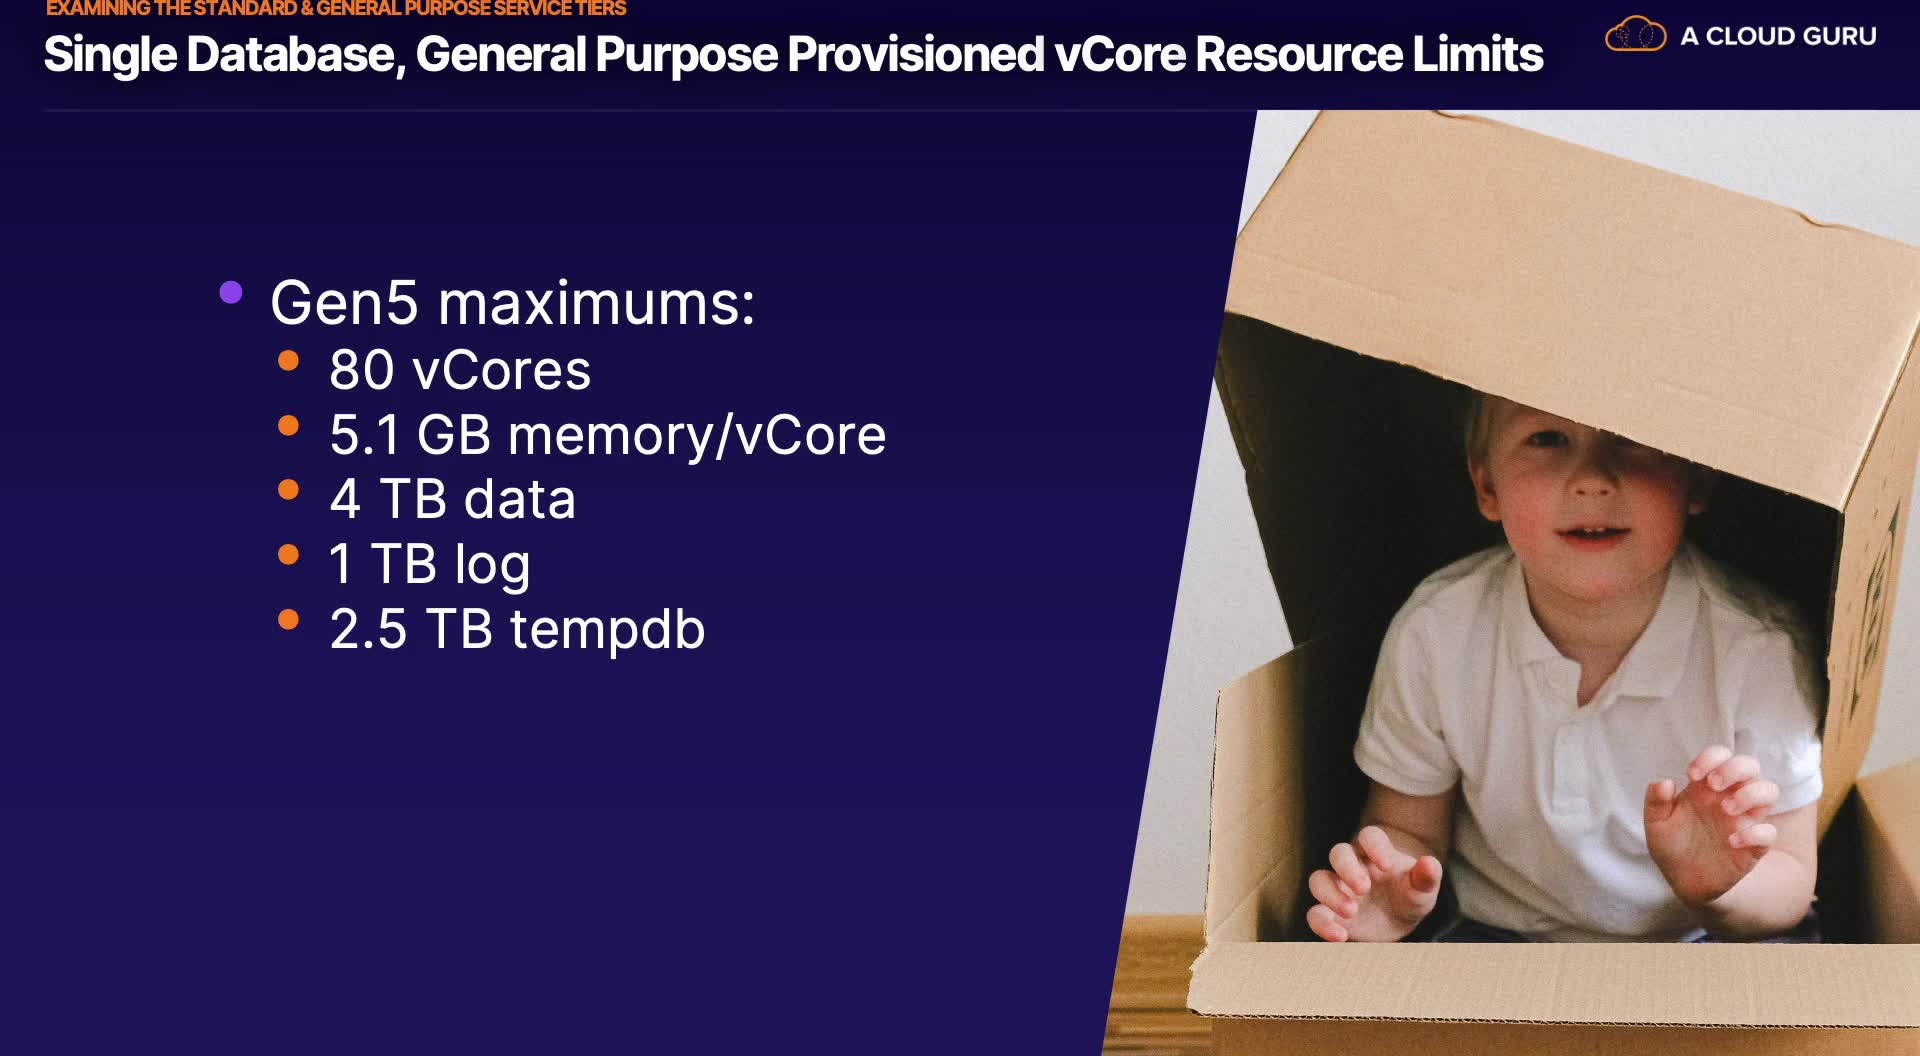 EXAMINING THE STANDARD & GENERAL PURPOSE SERVICE TIERS
Single Database, General Purpose Provisioned vCore Resource Limits
A CLOUD GURU
Gen5 maximums:
80 vCores
5.1 GB memory/vCore
4 TB data
1 TB log
2.5 TB tempdb